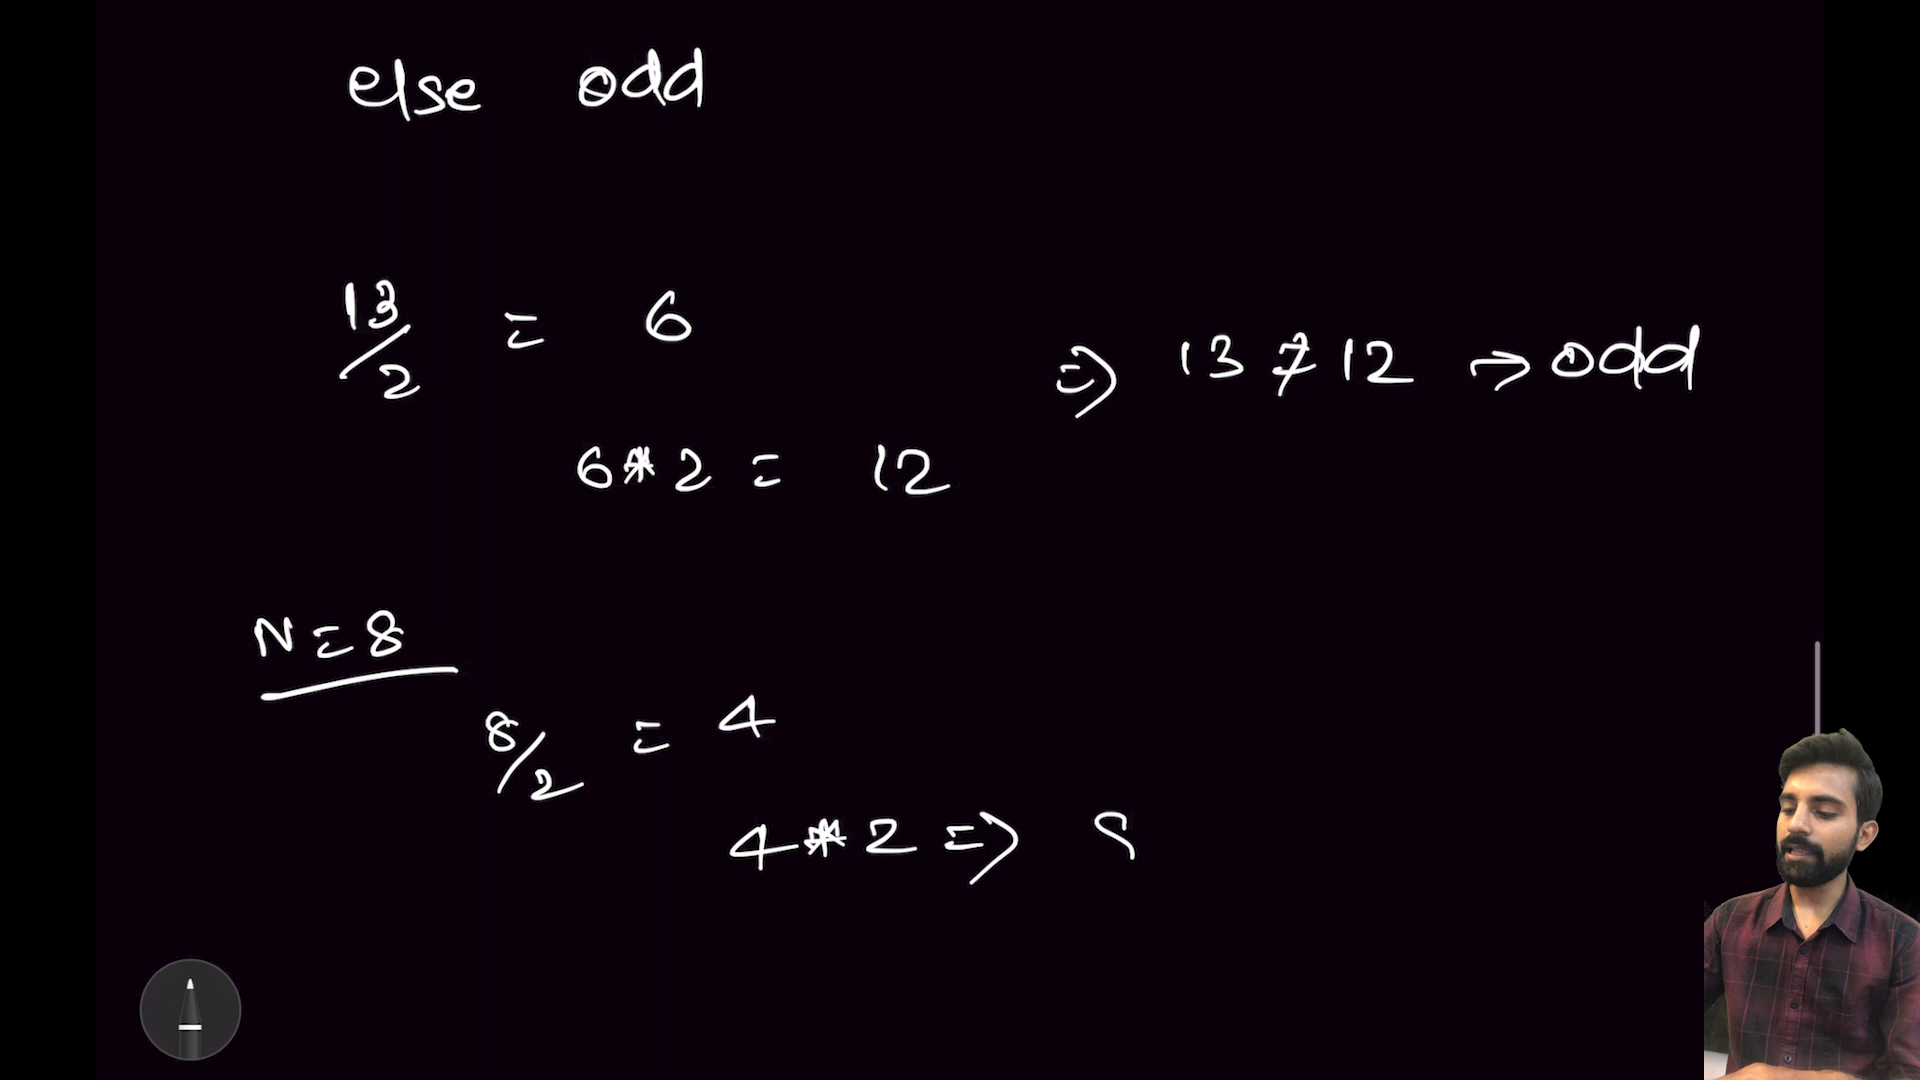 else odd
13/2 = 6
=> 13 ≠ 12 → odd
6*2 = 12
N=8
8/2 = 4
4*2 =>